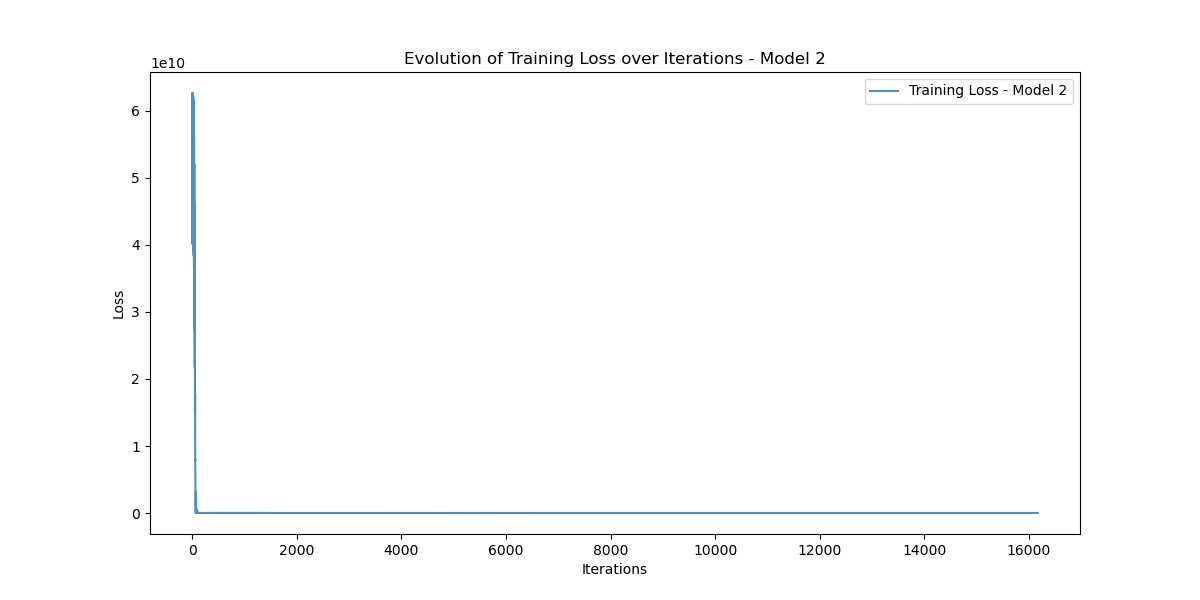 Evolution of Training Loss over Iterations - Model 2
1e10
Training Loss - Model 2
6
5
4
3
2
1
0
Loss
0 2000 4000 6000 8000 10000 12000 14000 16000
Iterations